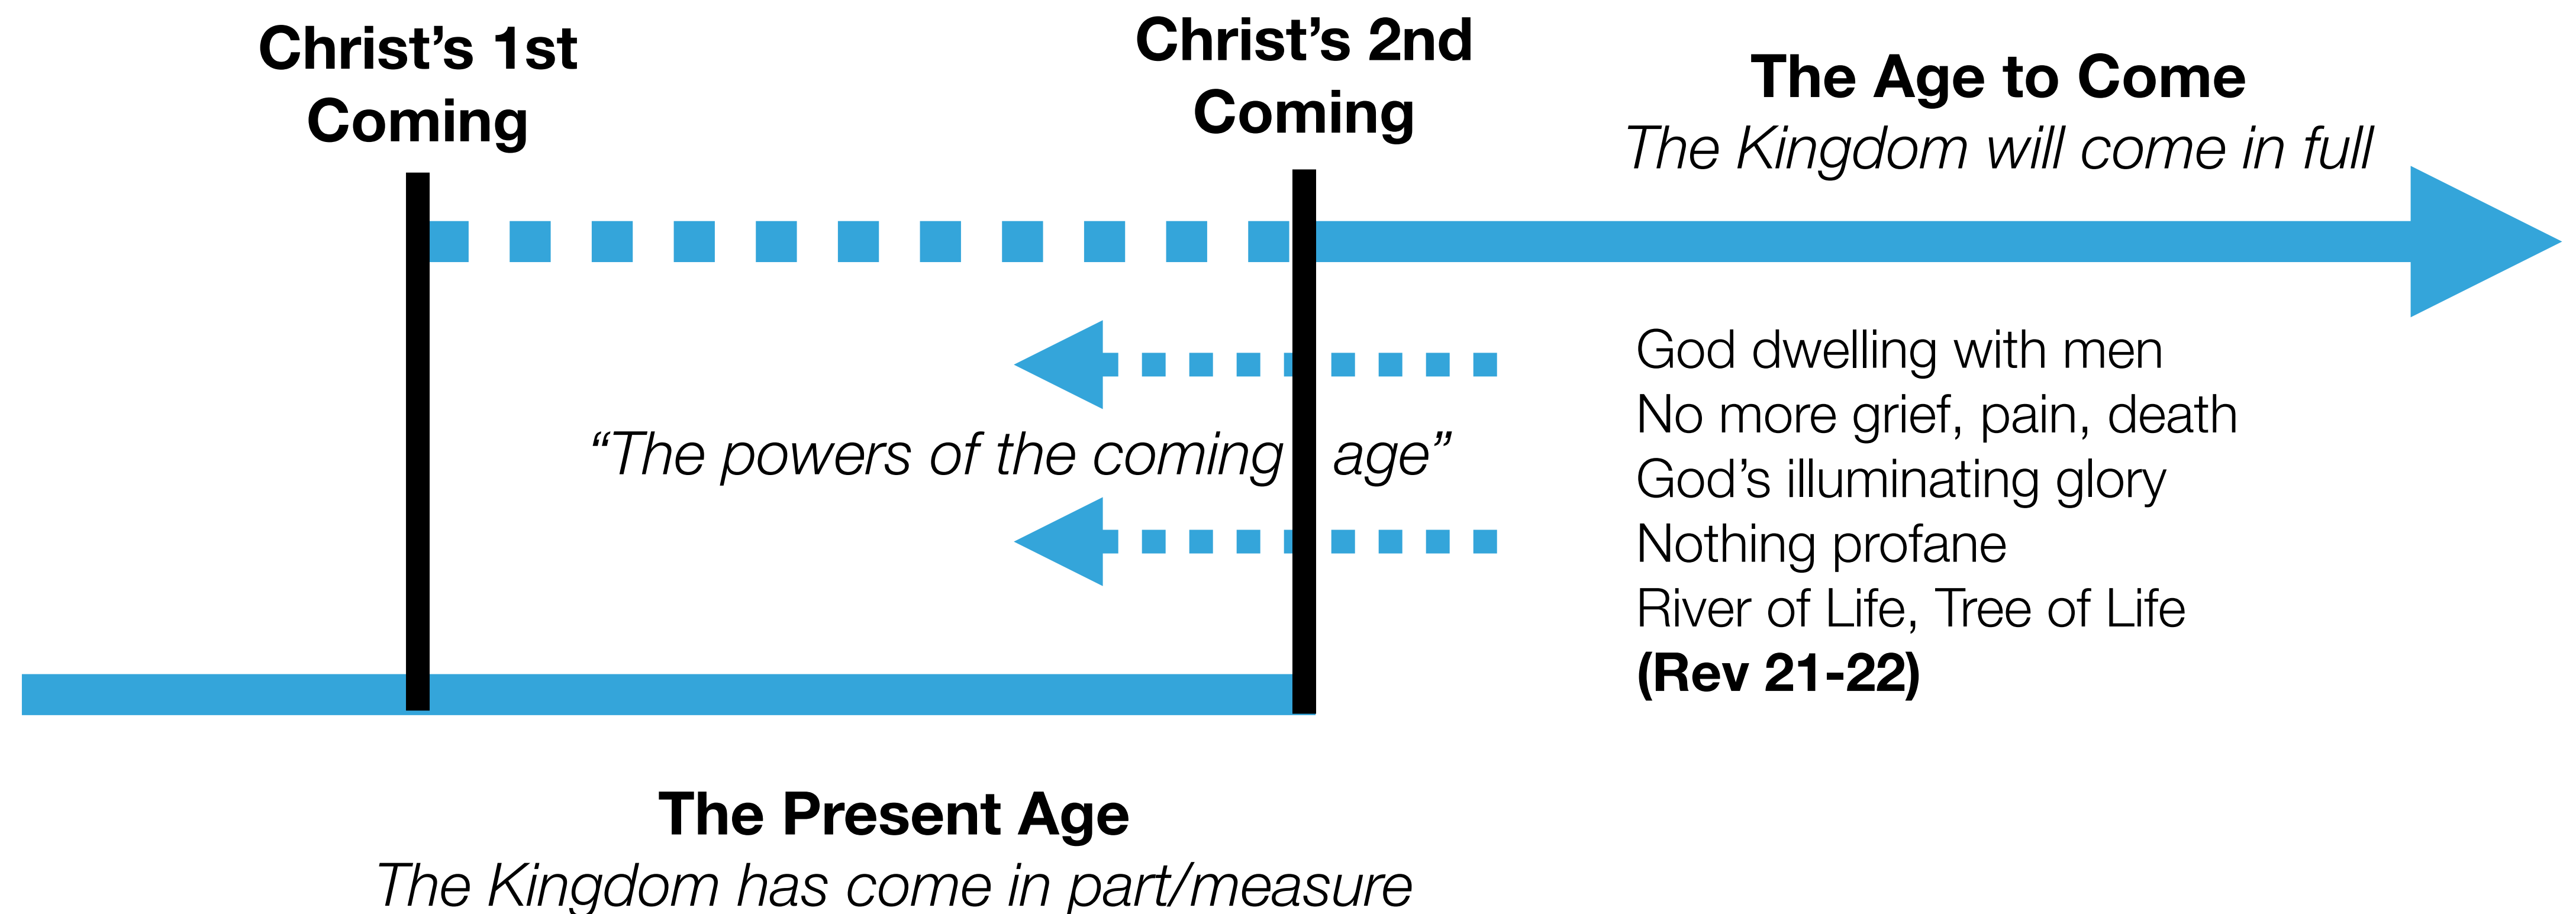 Christ’s 1st
Coming
Christ’s 2nd
Coming
The Age to Come
The Kingdom will come in full
“The powers of the coming age”
God dwelling with men
No more grief, pain, death
God’s illuminating glory
Nothing profane
River of Life, Tree of Life
(Rev 21-22)
The Present Age
The Kingdom has come in part/measure